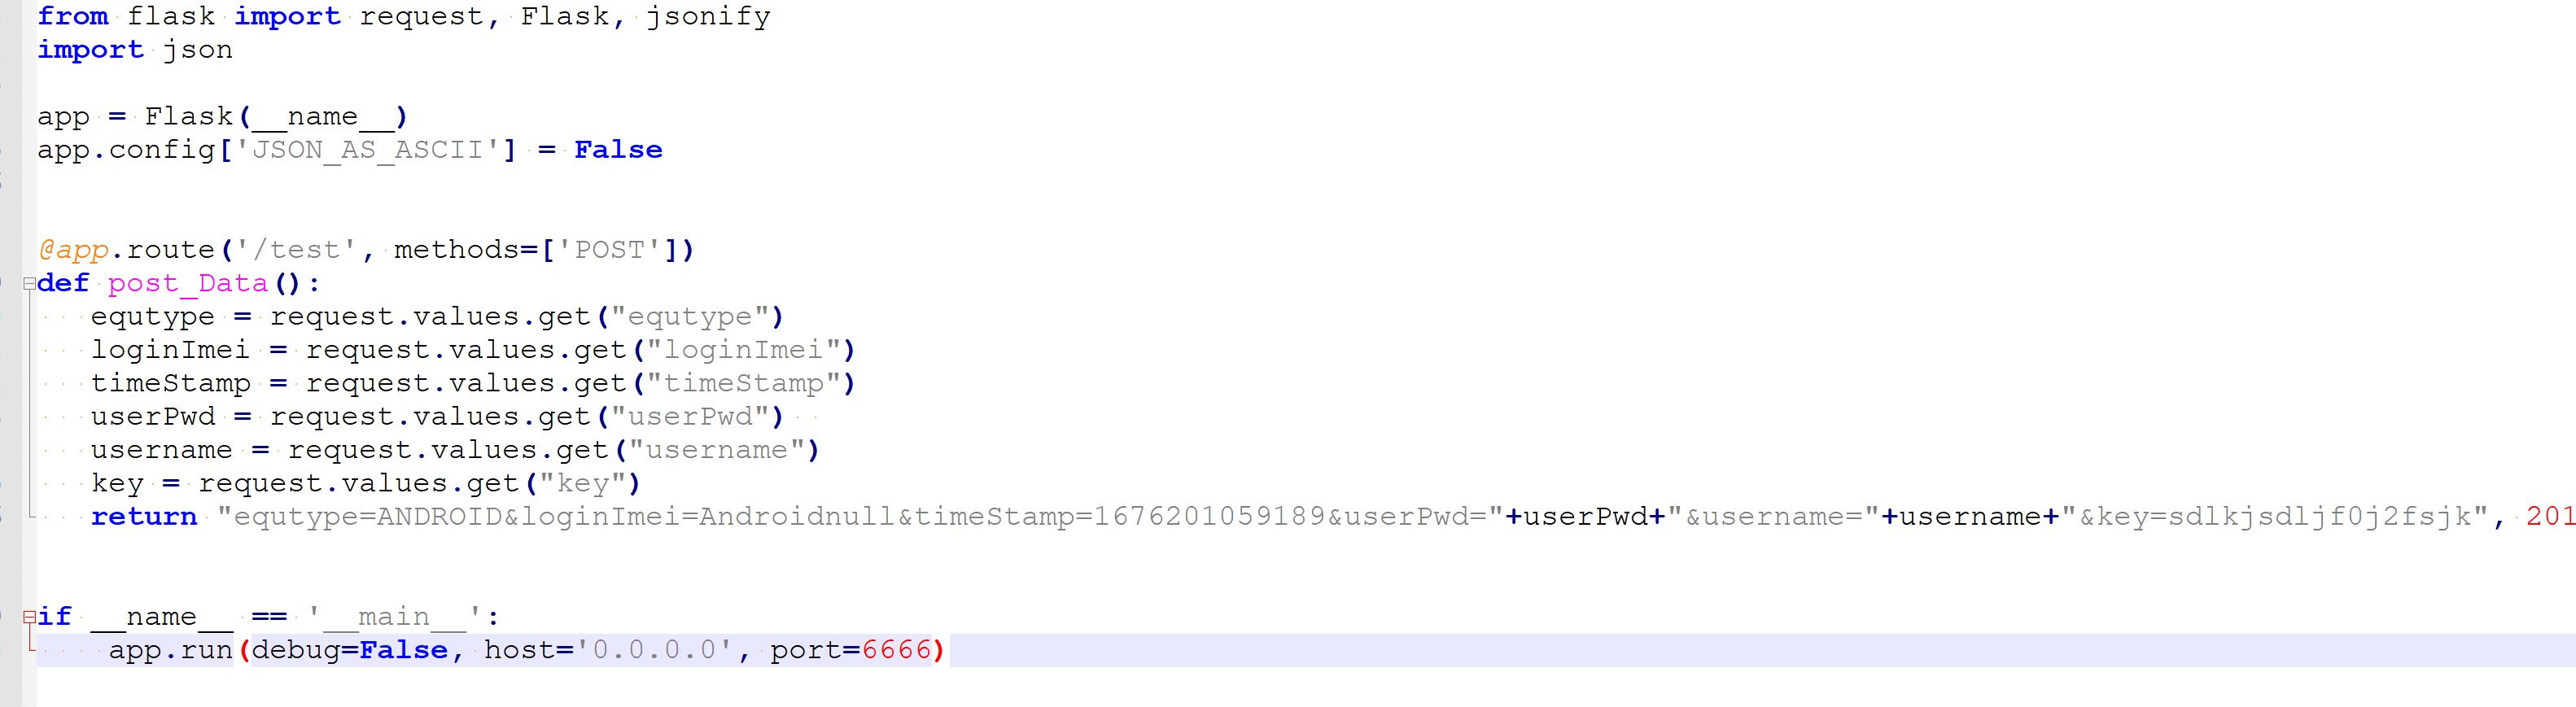 from flask import request, Flask, jsonify
import json
app = Flask(__name__)
app.config['JSON_AS_ASCII'] = False
@app.route('/test', methods=['POST'])
def post_Data():
   equtype = request.values.get("equtype")
   loginImei = request.values.get("loginImei")
   timeStamp = request.values.get("timeStamp")
   userPwd = request.values.get("userPwd")
   username = request.values.get("username")
   key = request.values.get("key")
   return "equtype=ANDROID&loginImei=Androidnull&timeStamp=1676201059189&userPwd="+userPwd+"&username="+username+"&key=sdlkjsdljf0j2fsjk", 201
if __name__ == '__main__':
    app.run(debug=False, host='0.0.0.0', port=6666)